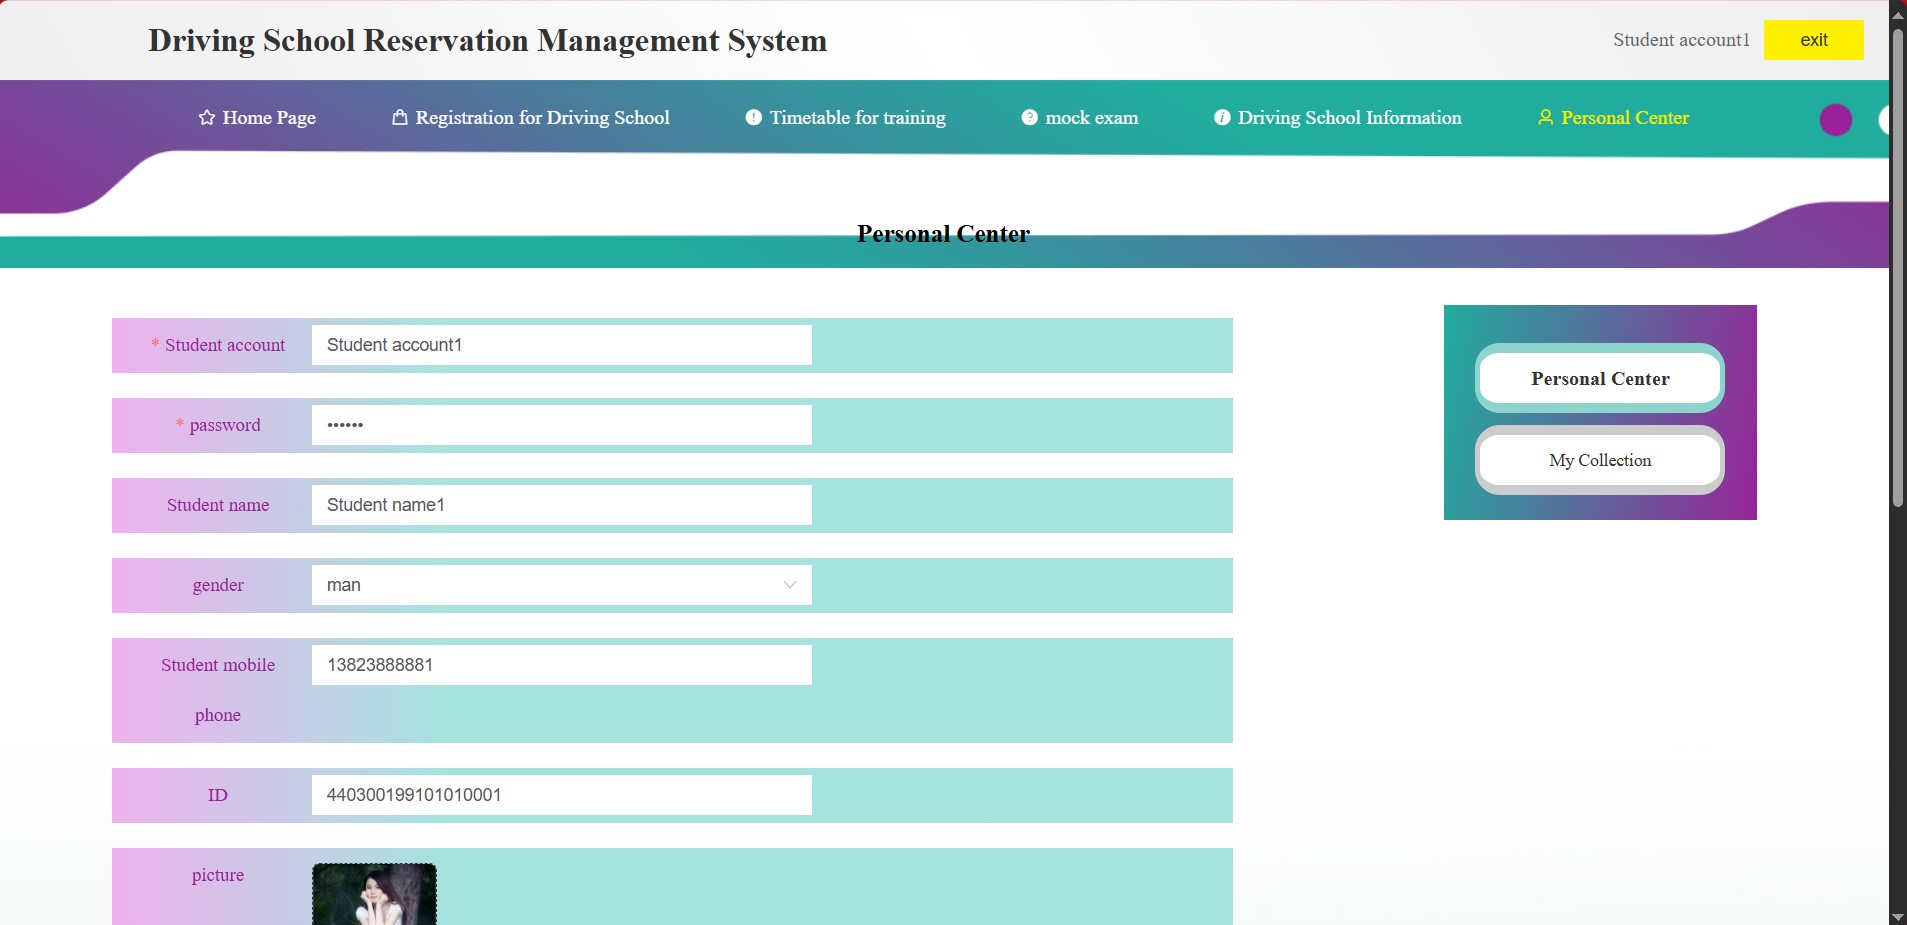 Driving School Reservation Management System
Student account1
exit
Home Page
Registration for Driving School
Timetable for training
mock exam
Driving School Information
Personal Center
Personal Center
* Student account
Student account1
* password
••••••
Student name
Student name1
gender
man
Student mobile
phone
13823888881
ID
440300199101010001
picture
Personal Center
My Collection